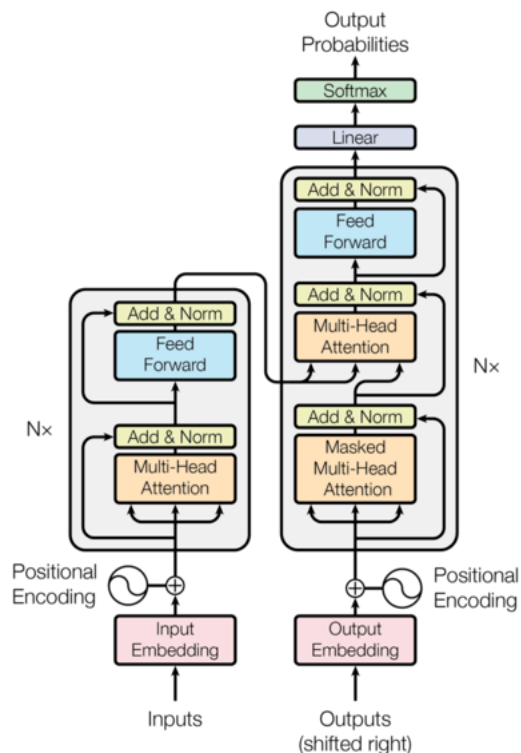 Output
Probabilities
Softmax
Linear
Add & Norm
Feed
Forward
Add & Norm
Multi-Head
Attention
Add & Norm
Masked
Multi-Head
Attention
N×
Add & Norm
Feed
Forward
Add & Norm
Multi-Head
Attention
N×
Positional
Encoding
Positional
Encoding
Input
Embedding
Output
Embedding
Inputs
Outputs
(shifted right)